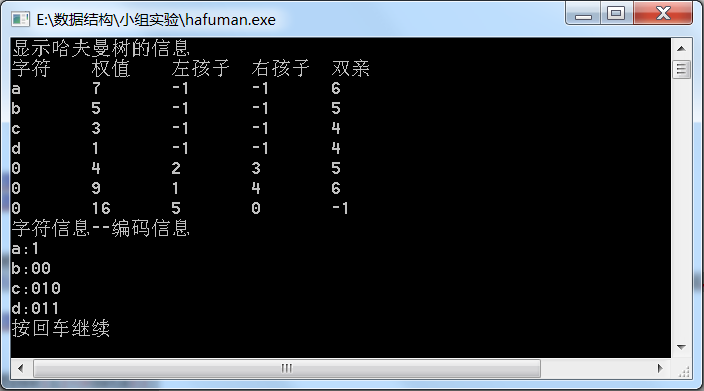 E:\数据结构\小组实验\hafuman.exe
显示哈夫曼树的信息
字符 权值 左孩子 右孩子 双亲
a 7 -1 -1 6
b 5 -1 -1 5
c 3 -1 -1 4
d 1 -1 -1 4
0 4 2 3 5
0 9 1 4 6
0 16 5 0 -1
字符信息--编码信息
a:1
b:00
c:010
d:011
按回车继续